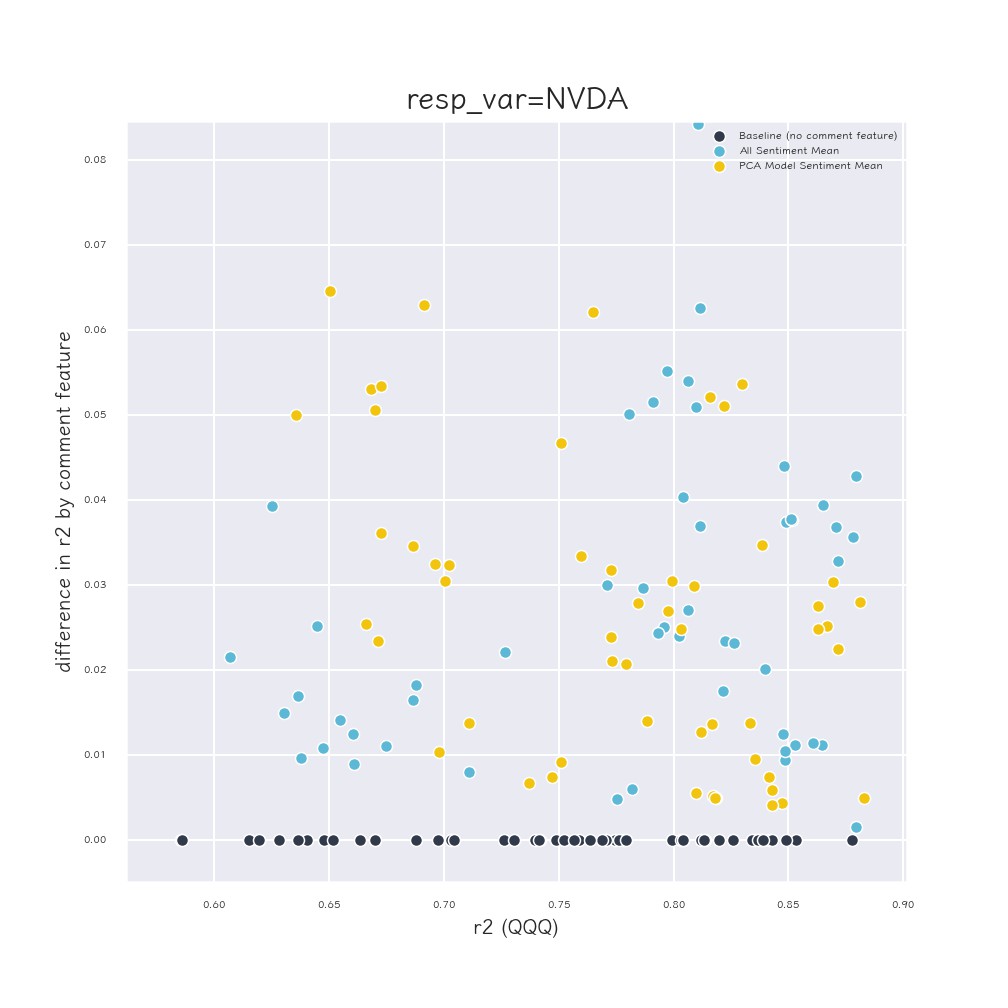 resp_var=NVDA
Baseline (no comment feature)
All Sentiment Mean
PCA Model Sentiment Mean
difference in r2 by comment feature
0.08
0.07
0.06
0.05
0.04
0.03
0.02
0.01
0.00
0.60 0.65 0.70 0.75 0.80 0.85 0.90
r2 (QQQ)